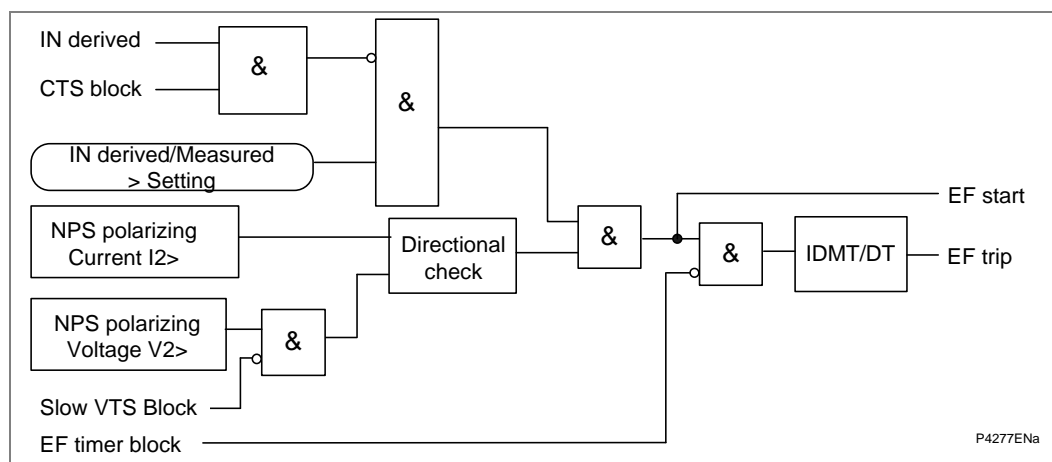 IN derived
&
CTS block
&
IN derived/Measured
> Setting
EF start
NPS polarizing
Current I2>
Directional
check
&
&
IDMT/DT
EF trip
NPS polarizing
Voltage V2>
&
Slow VTS Block
EF timer block
P4277ENa